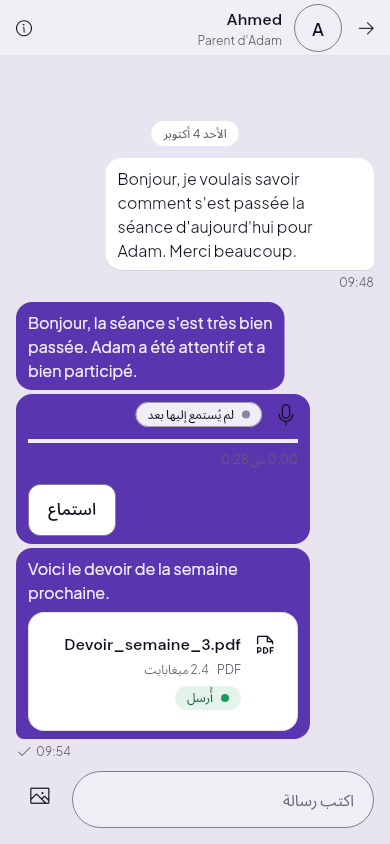 Ahmed
Parent d'Adam
A
الأحد 4 أكتوبر
Bonjour, je voulais savoir
comment s'est passée la
séance d'aujourd'hui pour
Adam. Merci beaucoup.
09:48
Bonjour, la séance s'est très bien
passée. Adam a été attentif et a
bien participé.
لم يُستمع إليها بعد
0:00 من 0:28
استماع
Voici le devoir de la semaine
prochaine.
Devoir_semaine_3.pdf
PDF
PDF 2.4 ميغابايت
أُرسل
09:54
اكتب رسالة